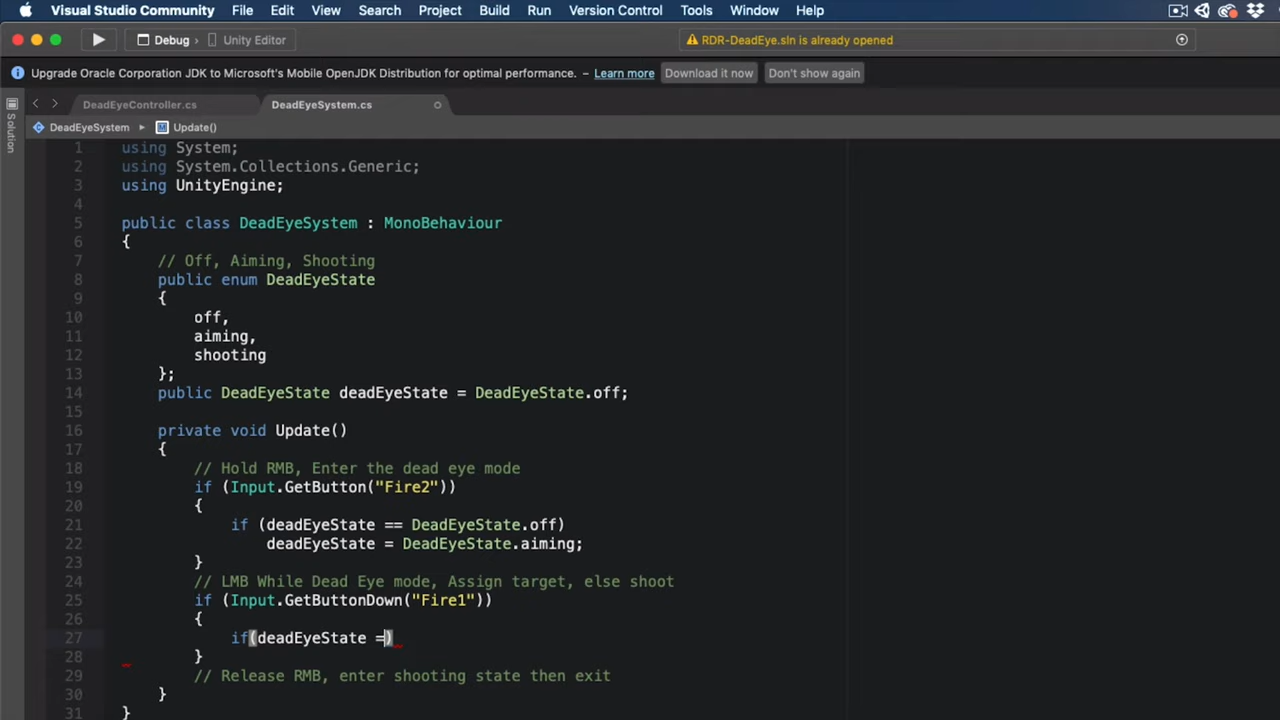 Visual Studio Community File Edit View Search Project Build Run Version Control Tools Window Help
Debug Unity Editor RDR-DeadEye.sln is already opened
Upgrade Oracle Corporation JDK to Microsoft's Mobile OpenJDK Distribution for optimal performance. – Learn more Download it now Don't show again
DeadEyeController.cs DeadEyeSystem.cs
Solution
DeadEyeSystem Update()
1 using System;
2 using System.Collections.Generic;
3 using UnityEngine;
4
5 public class DeadEyeSystem : MonoBehaviour
6 {
7 // Off, Aiming, Shooting
8 public enum DeadEyeState
9 {
10 off,
11 aiming,
12 shooting
13 };
14 public DeadEyeState deadEyeState = DeadEyeState.off;
15
16 private void Update()
17 {
18 // Hold RMB, Enter the dead eye mode
19 if (Input.GetButton("Fire2"))
20 {
21 if (deadEyeState == DeadEyeState.off)
22 deadEyeState = DeadEyeState.aiming;
23 }
24 // LMB While Dead Eye mode, Assign target, else shoot
25 if (Input.GetButtonDown("Fire1"))
26 {
27 if(deadEyeState =)
28 }
29 // Release RMB, enter shooting state then exit
30 }
31 }